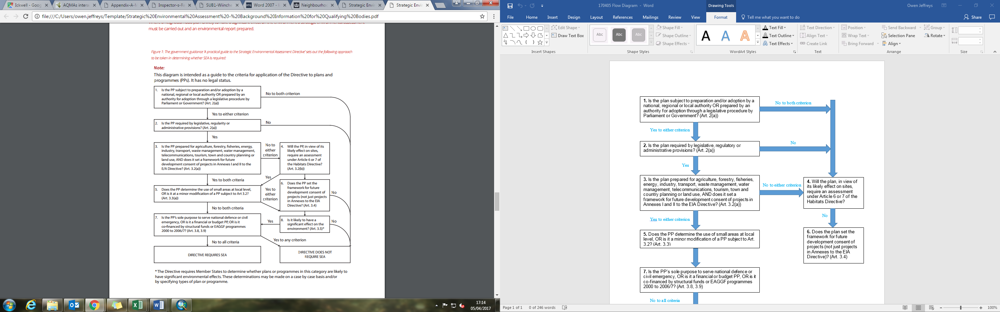 Ickwell - Goog
AQMAs intera
Appendix-A-M
Inspector-s-Re
SUB1-Wiinche
Word 2007 - I
Neighbourhoo
Strategic Envir
Strategic Envir
file:///C:/Users/owen.jeffreys/Template/Strategic%20Environmental%20Assessment%20-%20Background%20Information%20for%20Qualifying%20Bodies.pdf
Where a neighbourhood plan is likely to have a significant effect on the environment a strategic environmental assessment
must be carried out and an environmental report prepared.
Figure 1: The government guidance 'A practical guide to the Strategic Environmental Assessment Directive' sets out the following approach
to be taken in determining whether SEA is required:
Note:
This diagram is intended as a guide to the criteria for application of the Directive to plans and
programmes (PPs). It has no legal status.
1. Is the PP subject to preparation and/or adoption by a
national, regional or local authority OR prepared by an
authority for adoption through a legislative procedure by
Parliament or Government? (Art. 2(a))
No to both criterion
Yes to either criterion
2. Is the PP required by legislative, regularity or
administrative provisions? (Art. 2(a))
No
Yes
3. Is the PP prepared for agriculture, forestry, fisheries, energy,
industry, transport, waste management, water management,
telecommunications, tourism, town and country planning or
land use, AND does it set a framework for future
development consent of projects in Annexes I and II to the
E/A Directive? (Art. 3.2(a))
No to
either
criterion
4. Will the PP, in view of its
likely effect on sites,
require an assessment
under Article 6 or 7 of
the Habitats Directive?
(Art. 3.2(b))
Yes to both criteria
Yes
5. Does the PP determine the use of small areas at local level,
OR is it at a minor modification of a PP subject to Art 3.2?
(Art. 3.3(a))
Yes to
either
criterion
6. Does the PP set the
framework for future
development consent of
projects (not just projects
in Annexes to the EIA
Directive? (Art. 3.4)
No
No to both criteria
7. Is the PP's sole purpose to serve national defence or civil
emergency, OR is it a financial or budget PP, OR is it
co-financed by structural funds or EAGGF programmes
2000 to 2006/7? (Art. 3.8, 3.9)
Yes
8. Is it likely to have a
significant effect on the
environment? (Art. 3.5)*
No
No to all criteria
Yes to any criterion
DIRECTIVE REQUIRES SEA
DIRECTIVE DOES NOT
REQUIRE SEA
* The Directive requires Member States to determine whether plans or programmes in this category are likely to
have significant environmental effects. These determinations may be made on a case by case basis and/or
by specifying types of plan or programme.
17:14
05/04/2017
170405 Flow Diagram - Word
Drawing Tools
Owen Jeffreys
File
Home
Insert
Design
Layout
References
Mailings
Review
View
Format
Tell me what you want to do
Share
Edit Shape
Draw Text Box
Insert Shapes
Abc
Abc
Abc
Shape Fill
Shape Outline
Shape Effects
Shape Styles
A
A
A
Text Fill
Text Outline
Text Effects
WordArt Styles
Text Direction
Align Text
Create Link
Text
Position
Wrap Text
Bring Forward
Send Backward
Selection Pane
Align
Group
Rotate
Arrange
Size
1. Is the plan subject to preparation and/or adoption by a
national, regional or local authority OR prepared by an
authority for adoption through a legislative procedure by
Parliament or Government? (Art. 2(a))
No to both criterion
Yes to either criterion
2. Is the plan required by legislative, regulatory or
administrative provisions? (Art. 2(a))
No
Yes
3. Is the plan prepared for agriculture, forestry, fisheries,
energy, industry, transport, waste management, water
management, telecommunications, tourism, town and
country planning or land use, AND does it set a
framework for future development consent of projects in
Annexes I and II to the EIA Directive? (Art. 3.2(a))
No to either criterion
4. Will the plan, in view of
its likely effect on sites,
require an assessment
under Article 6 or 7 of the
Habitats Directive?
Yes to either criterion
No
5. Does the PP determine the use of small areas at local
level, OR is it a minor modification of a PP subject to Art.
3.2? (Art. 3.3)
6. Does the plan set the
framework for future
development consent of
projects (not just projects
in Annexes to the EIA
Directive)? (Art. 3.4)
7. Is the PP's sole purpose to serve national defence or
civil emergency, OR is it a financial or budget PP, OR is it
co-financed by structural funds or EAGGF programmes
2000 to 2006/7? (Art. 3.8, 3.9)
No to all criteria
Page 1 of 1
0 of 246 words
100%